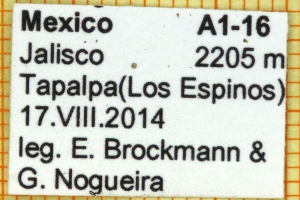 Mexico A1-16
Jalisco 2205 m
Tapalpa(Los Espinos)
17.VIII.2014
leg. E. Brockmann &
G. Nogueira